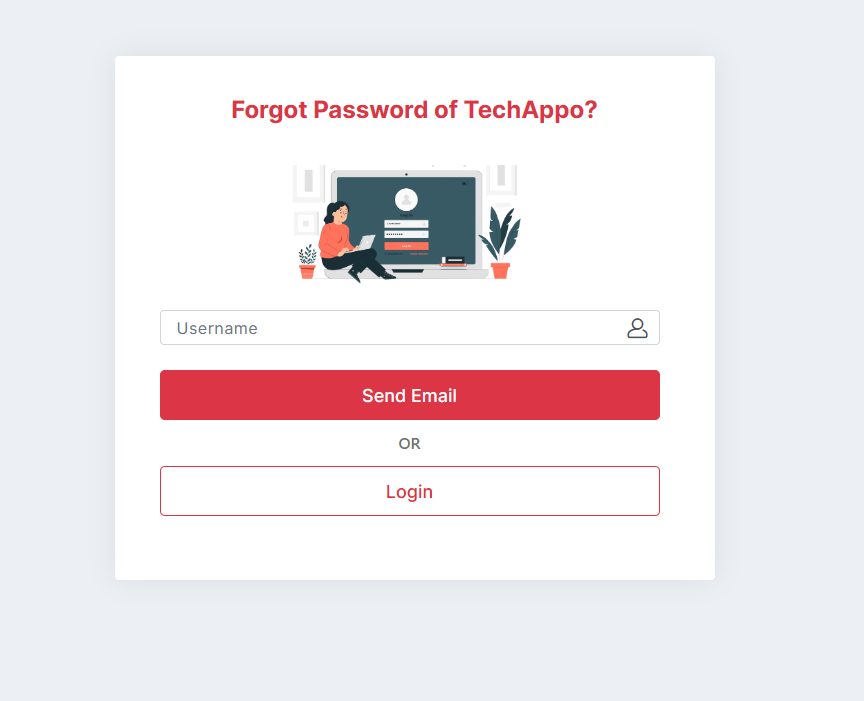 Forgot Password of TechAppo?
Username
Send Email
OR
Login